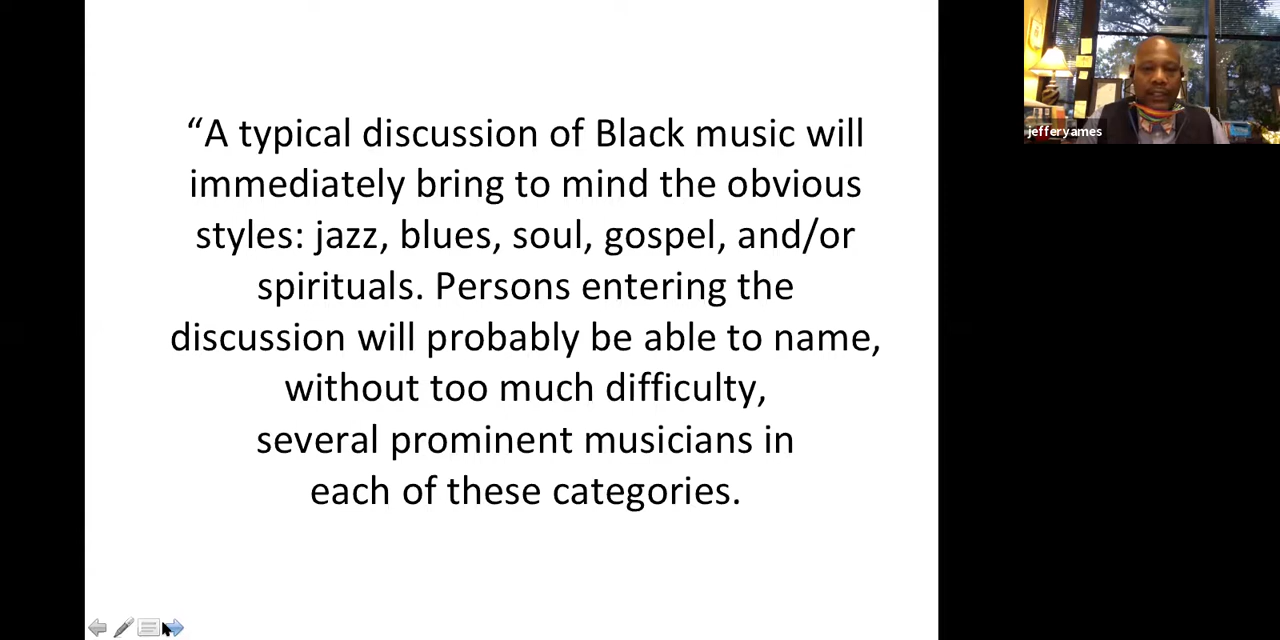 “A typical discussion of Black music will
immediately bring to mind the obvious
styles: jazz, blues, soul, gospel, and/or
spirituals. Persons entering the
discussion will probably be able to name,
without too much difficulty,
several prominent musicians in
each of these categories.
jefferyames